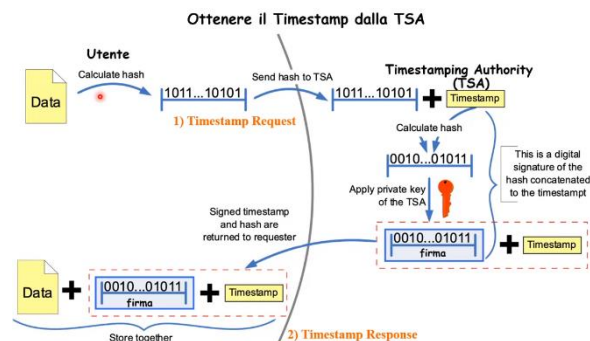 Ottenere il Timestamp dalla TSA
Utente
Calculate hash
Data
1011...10101
Send hash to TSA
1011...10101
Timestamping Authority
(TSA)
Timestamp
1) Timestamp Request
Calculate hash
0010...01011
This is a digital
signature of the
hash concatenated
to the timestampt
Apply private key
of the TSA
Signed timestamp
and hash are
returned to requester
0010...01011
firma
Timestamp
Data
0010...01011
firma
Timestamp
Store together
2) Timestamp Response